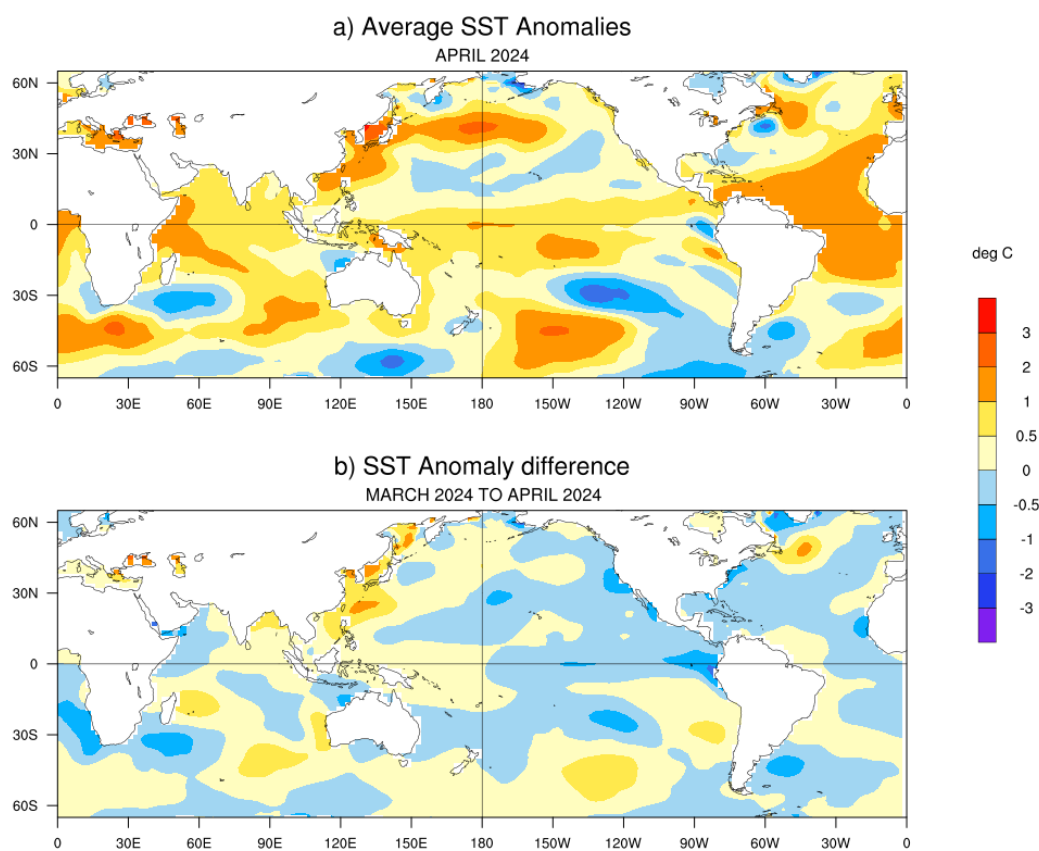 a) Average SST Anomalies
APRIL 2024
60N
30N
0
30S
60S
0 30E 60E 90E 120E 150E 180 150W 120W 90W 60W 30W 0
deg C
3
2
1
0.5
0
-0.5
-1
-2
-3
b) SST Anomaly difference
MARCH 2024 TO APRIL 2024
60N
30N
0
30S
60S
0 30E 60E 90E 120E 150E 180 150W 120W 90W 60W 30W 0